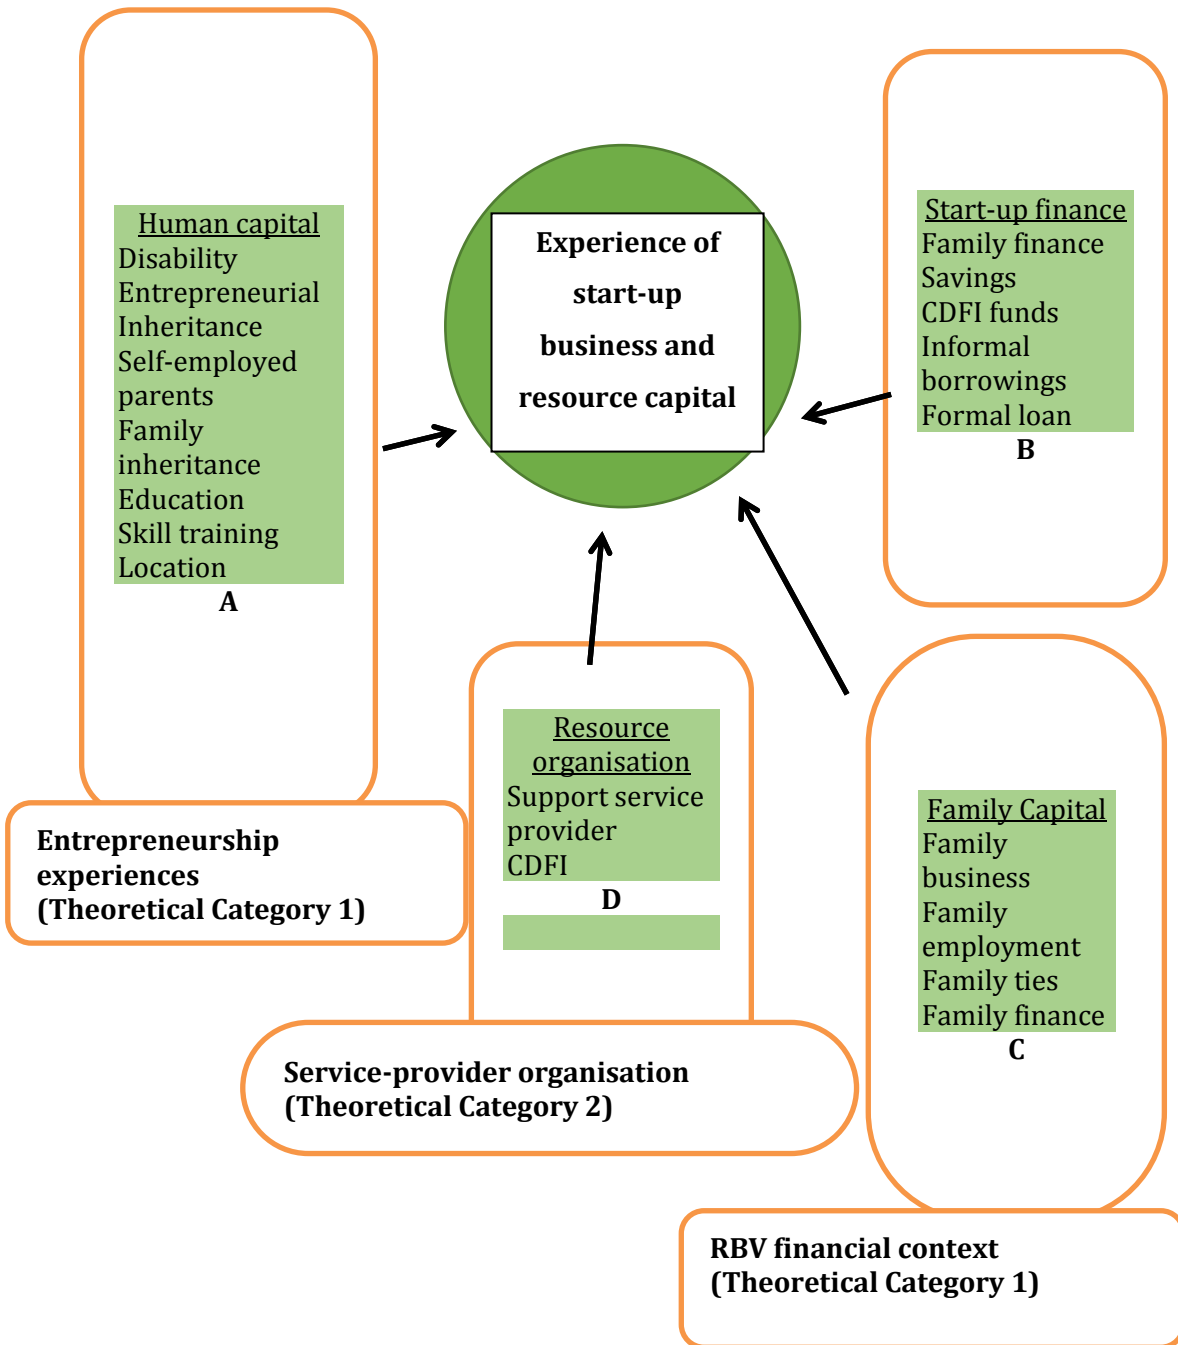 Human capital
Disability
Entrepreneurial
Inheritance
Self-employed
parents
Family
inheritance
Education
Skill training
Location
A
Experience of
start-up
business and
resource capital
Start-up finance
Family finance
Savings
CDFI funds
Informal
borrowings
Formal loan
B
Resource
organisation
Support service
provider
CDFI
D
Family Capital
Family
business
Family
employment
Family ties
Family finance
C
Entrepreneurship
experiences
(Theoretical Category 1)
Service-provider organisation
(Theoretical Category 2)
RBV financial context
(Theoretical Category 1)